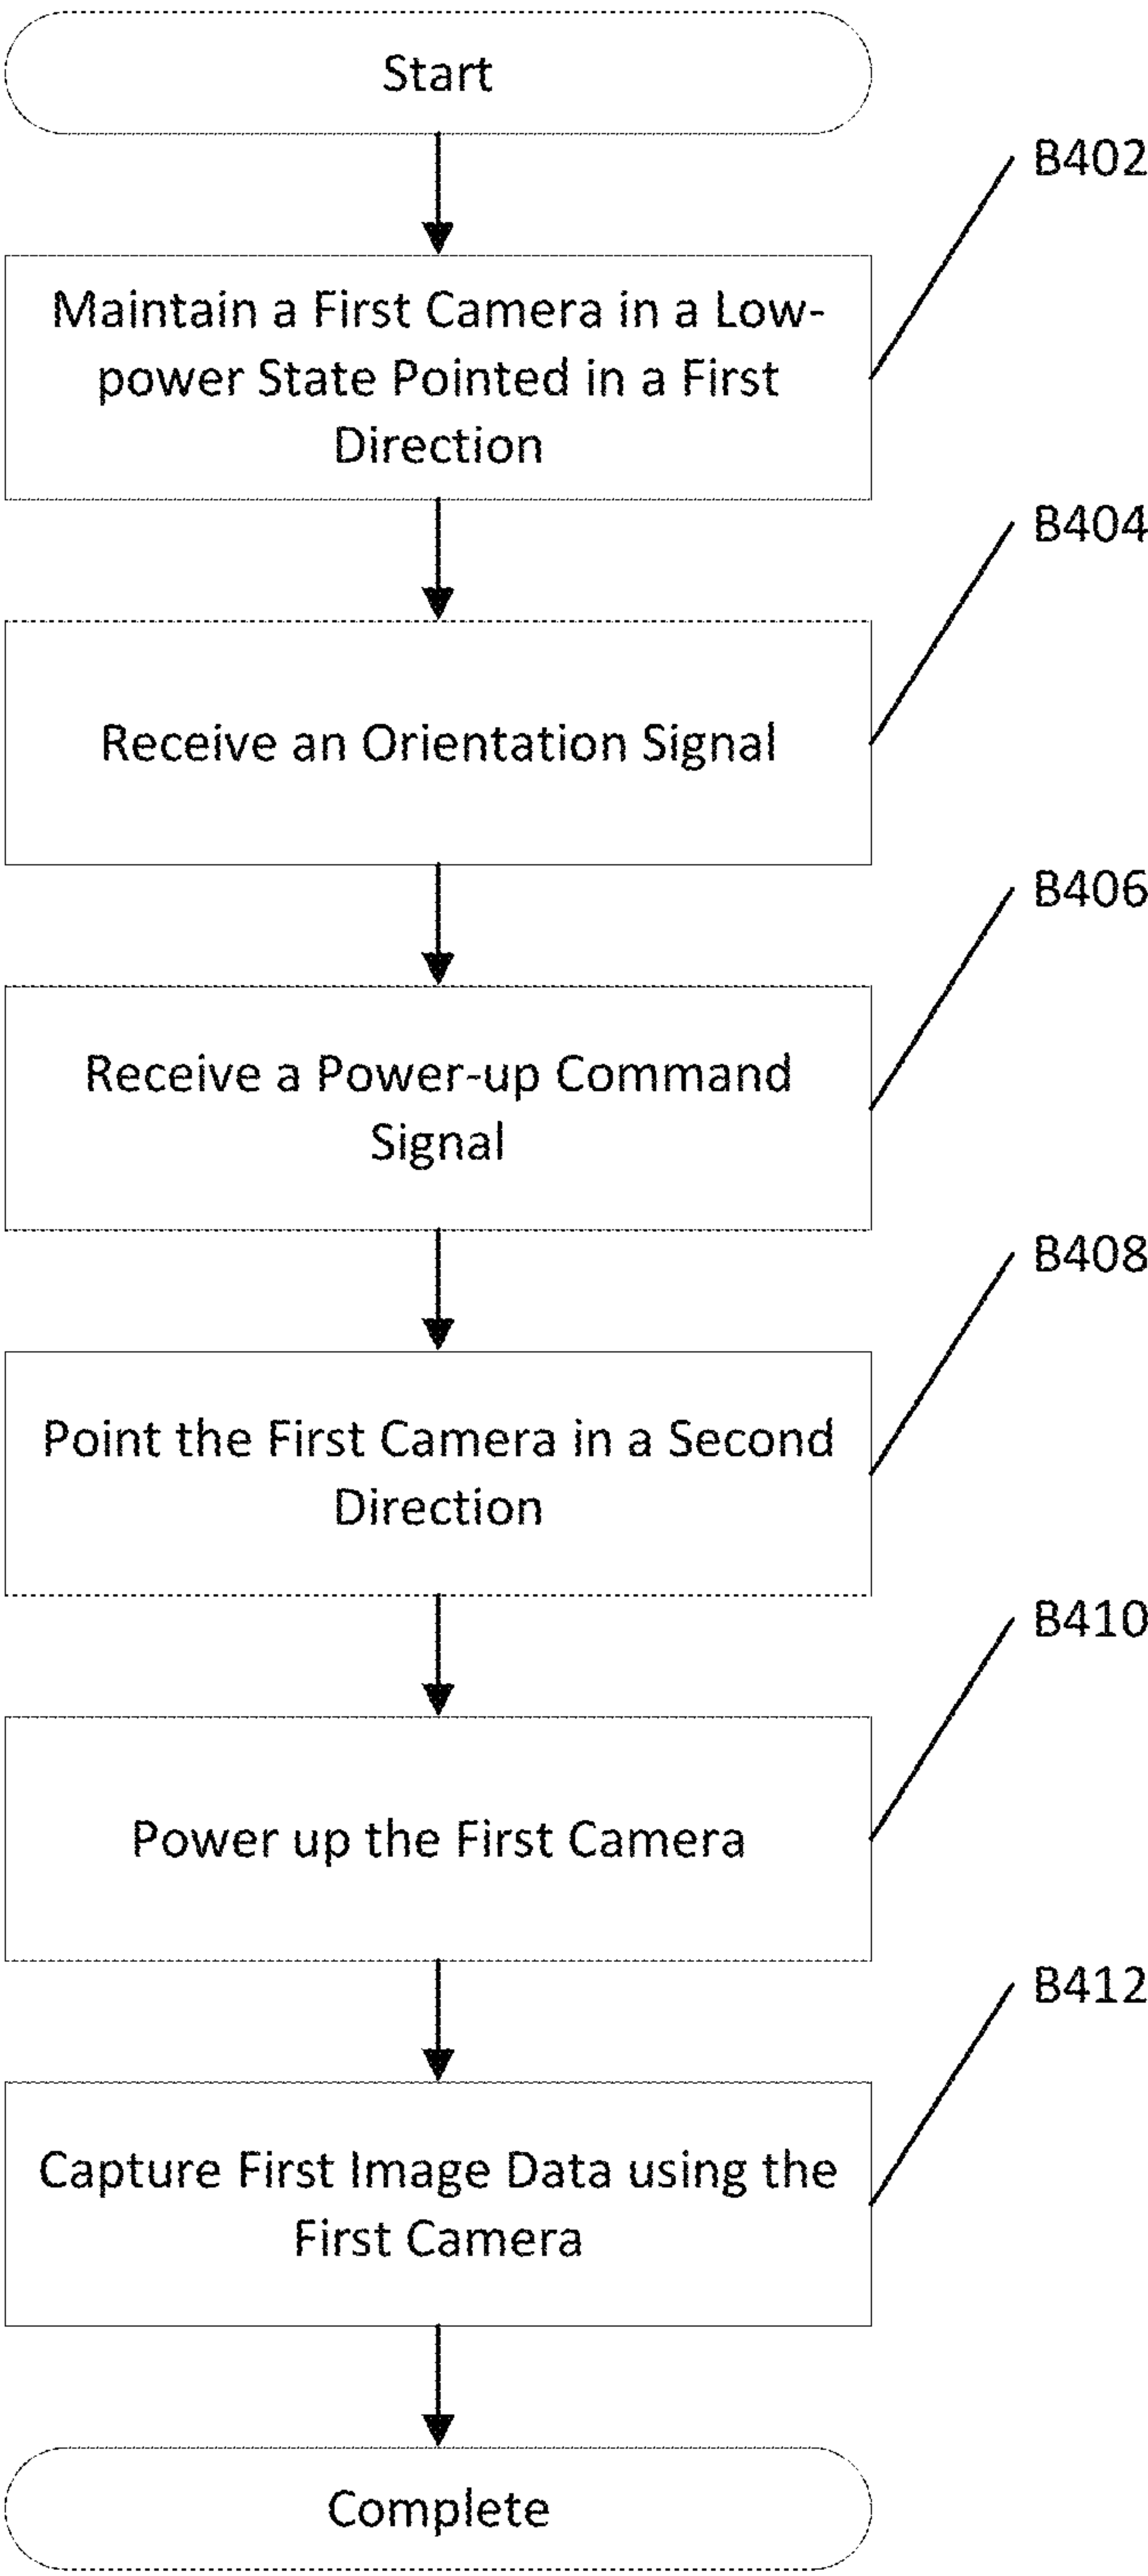 Start
B402
Maintain a First Camera in a Low-
power State Pointed in a First
Direction
B404
Receive an Orientation Signal
B406
Receive a Power-up Command
Signal
B408
Point the First Camera in a Second
Direction
B410
Power up the First Camera
B412
Capture First Image Data using the
First Camera
Complete